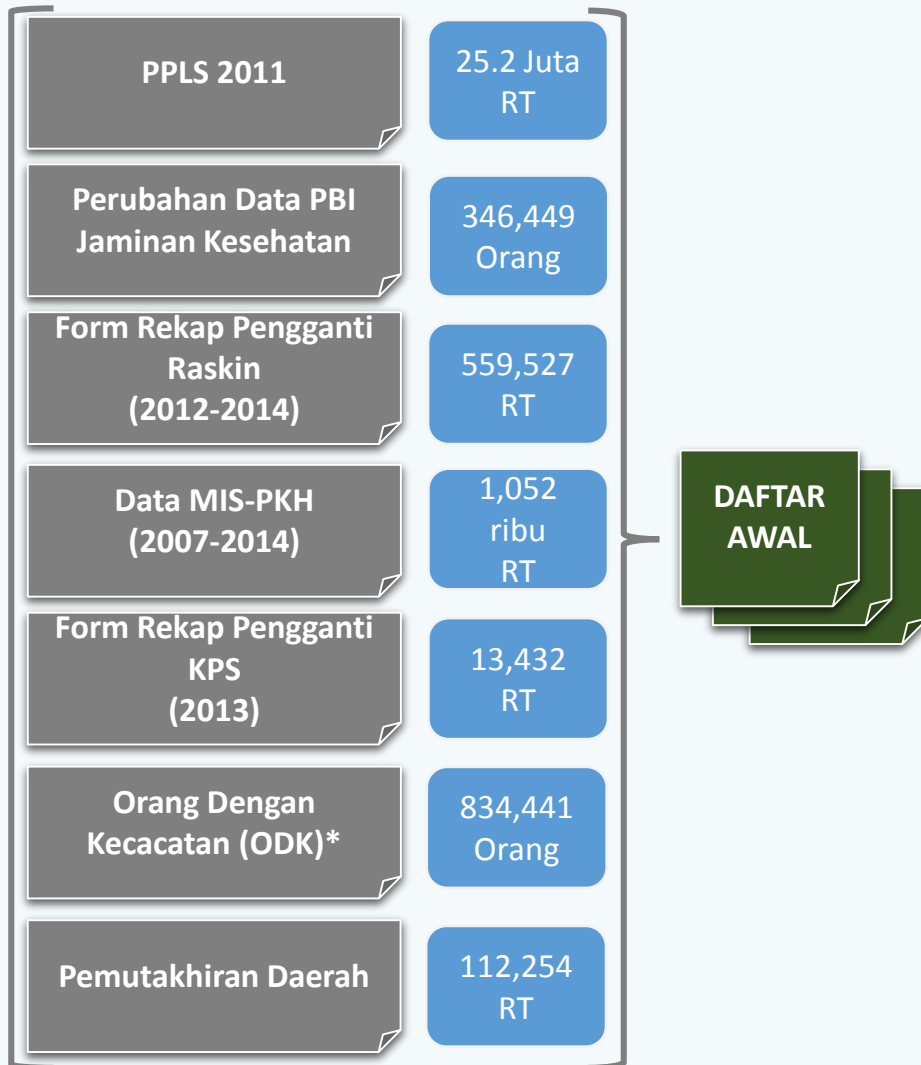 PPLS 2011
25.2 Juta
RT
Perubahan Data PBI
Jaminan Kesehatan
346,449
Orang
Form Rekap Pengganti
Raskin
(2012-2014)
559,527
RT
Data MIS-PKH
(2007-2014)
1,052
ribu
RT
Form Rekap Pengganti
KPS
(2013)
13,432
RT
Orang Dengan
Kecacatan (ODK)*
834,441
Orang
Pemutakhiran Daerah
112,254
RT
DAFTAR
AWAL